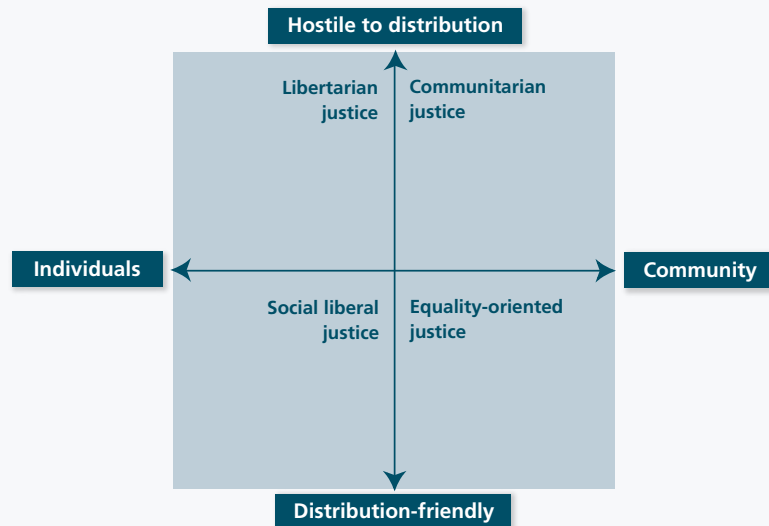 Hostile to distribution
Libertarian
justice
Communitarian
justice
Individuals
Community
Social liberal
justice
Equality-oriented
justice
Distribution-friendly